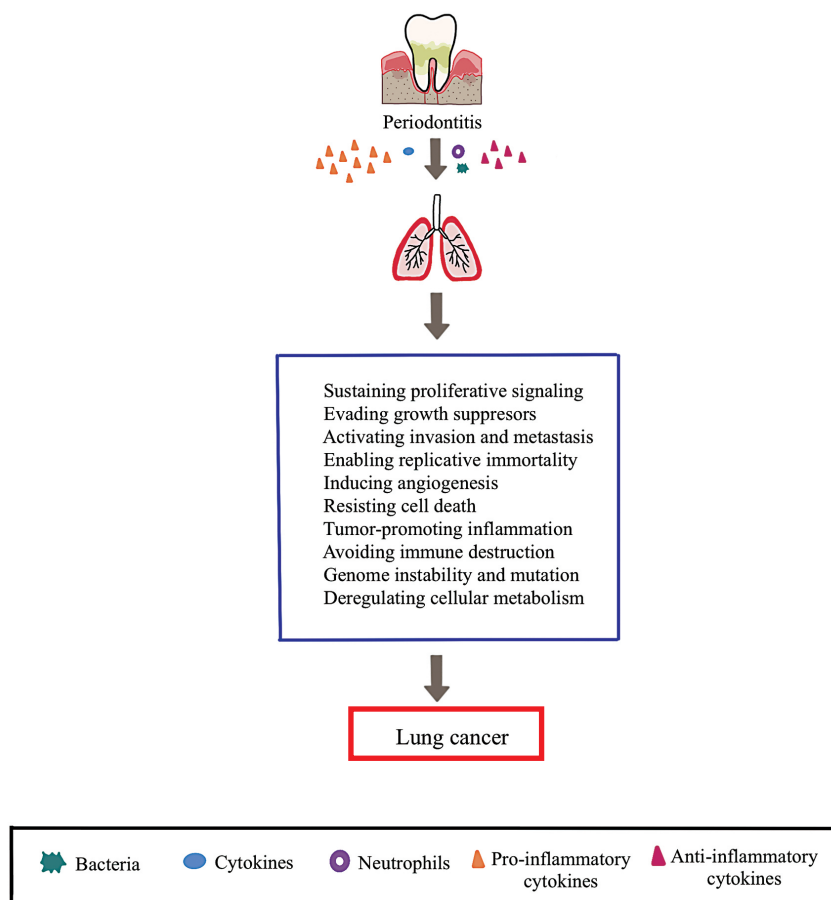 Periodontitis
Sustaining proliferative signaling
Evading growth suppresors
Activating invasion and metastasis
Enabling replicative immortality
Inducing angiogenesis
Resisting cell death
Tumor-promoting inflammation
Avoiding immune destruction
Genome instability and mutation
Deregulating cellular metabolism
Lung cancer
Bacteria
Cytokines
Neutrophils
Pro-inflammatory
cytokines
Anti-inflammatory
cytokines